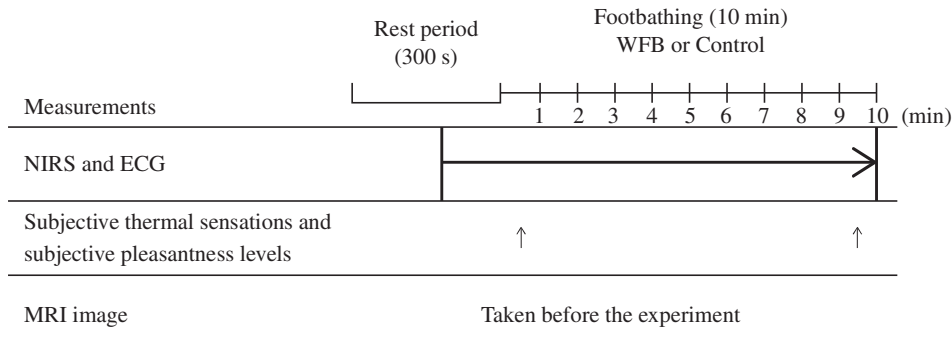 Rest period
(300 s)
Footbathing (10 min)
WFB or Control
Measurements
1 2 3 4 5 6 7 8 9 10 (min)
NIRS and ECG
Subjective thermal sensations and
subjective pleasantness levels
MRI image Taken before the experiment